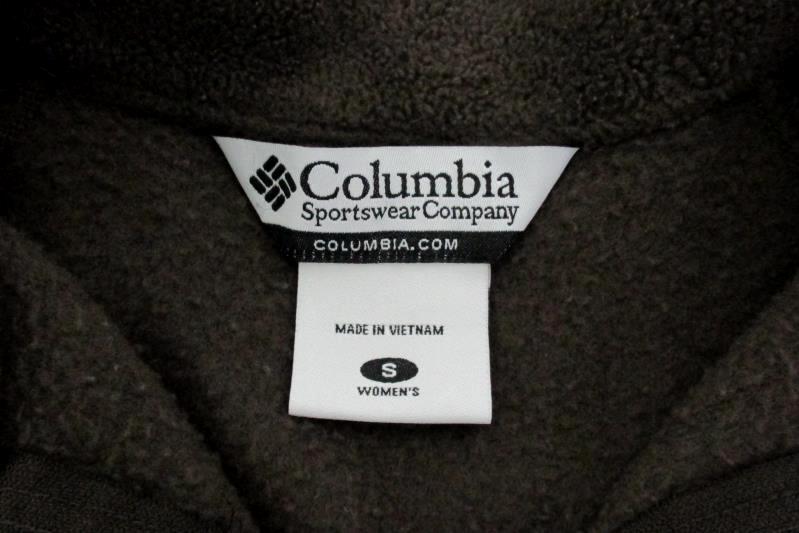 Columbia
Sportswear Company
COLUMBIA.COM
MADE IN VIETNAM
S
WOMEN'S